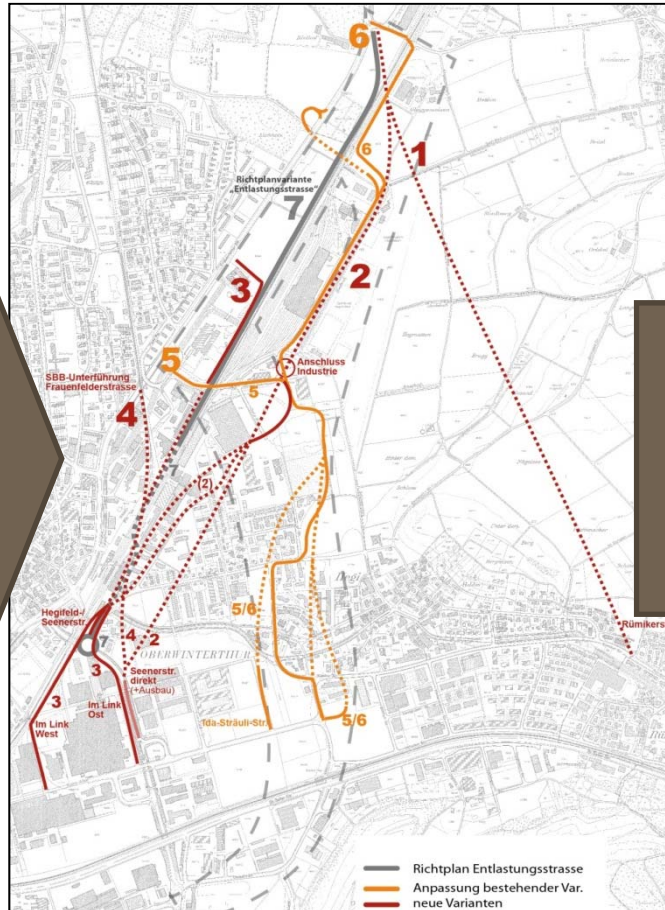 6
1
6
Richtplanvariante
„Entlastungsstrasse"
7
2
3
Anschluss
Industrie
5
SBB-Unterführung
Frauenfelderstrasse
5
4
7
(2)
5/6
Hegifeld-/
Seenerstr.
7
4
2
OBERWINTERTHUR
Hegi
Rümikers
3
3
Seenerstr.
direkt
(+Ausbau)
Im Link
Ost
Im Link
West
Ida-Sträuli-Str.
5/6
Richtplan Entlastungsstrasse
Anpassung bestehender Var.
neue Varianten